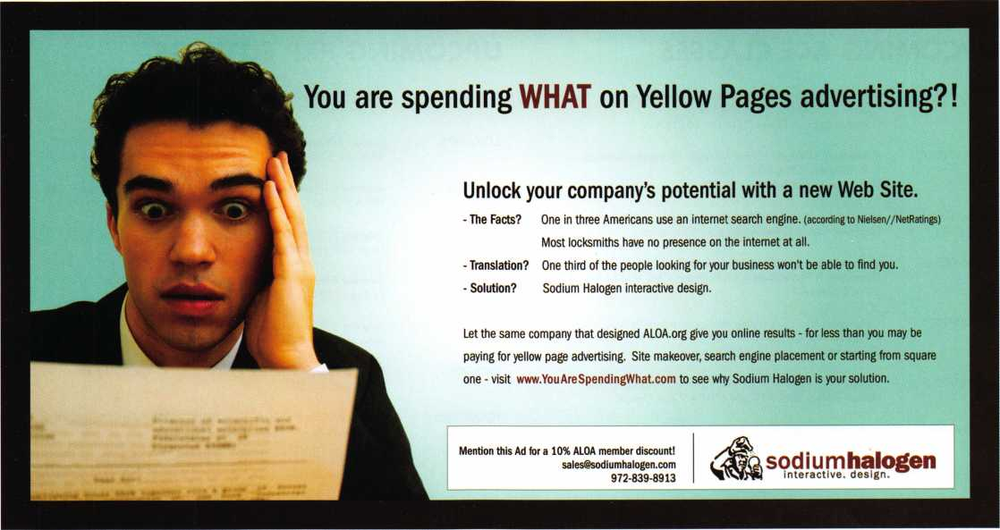 You are spending WHAT on Yellow Pages advertising?!
Unlock your company's potential with a new Web Site.
- The Facts? One in three Americans use an internet search engine. (according to Nielsen//NetRatings)
Most locksmiths have no presence on the internet at all.
- Translation? One third of the people looking for your business won't be able to find you.
- Solution? Sodium Halogen interactive design.
Let the same company that designed ALOA.org give you online results - for less than you may be
paying for yellow page advertising. Site makeover, search engine placement or starting from square
one - visit www.YouAreSpendingWhat.com to see why Sodium Halogen is your solution.
Mention this Ad for a 10% ALOA member discount!
sales@sodiumhalogen.com
972-839-8913
sodiumhalogen
interactive. design.